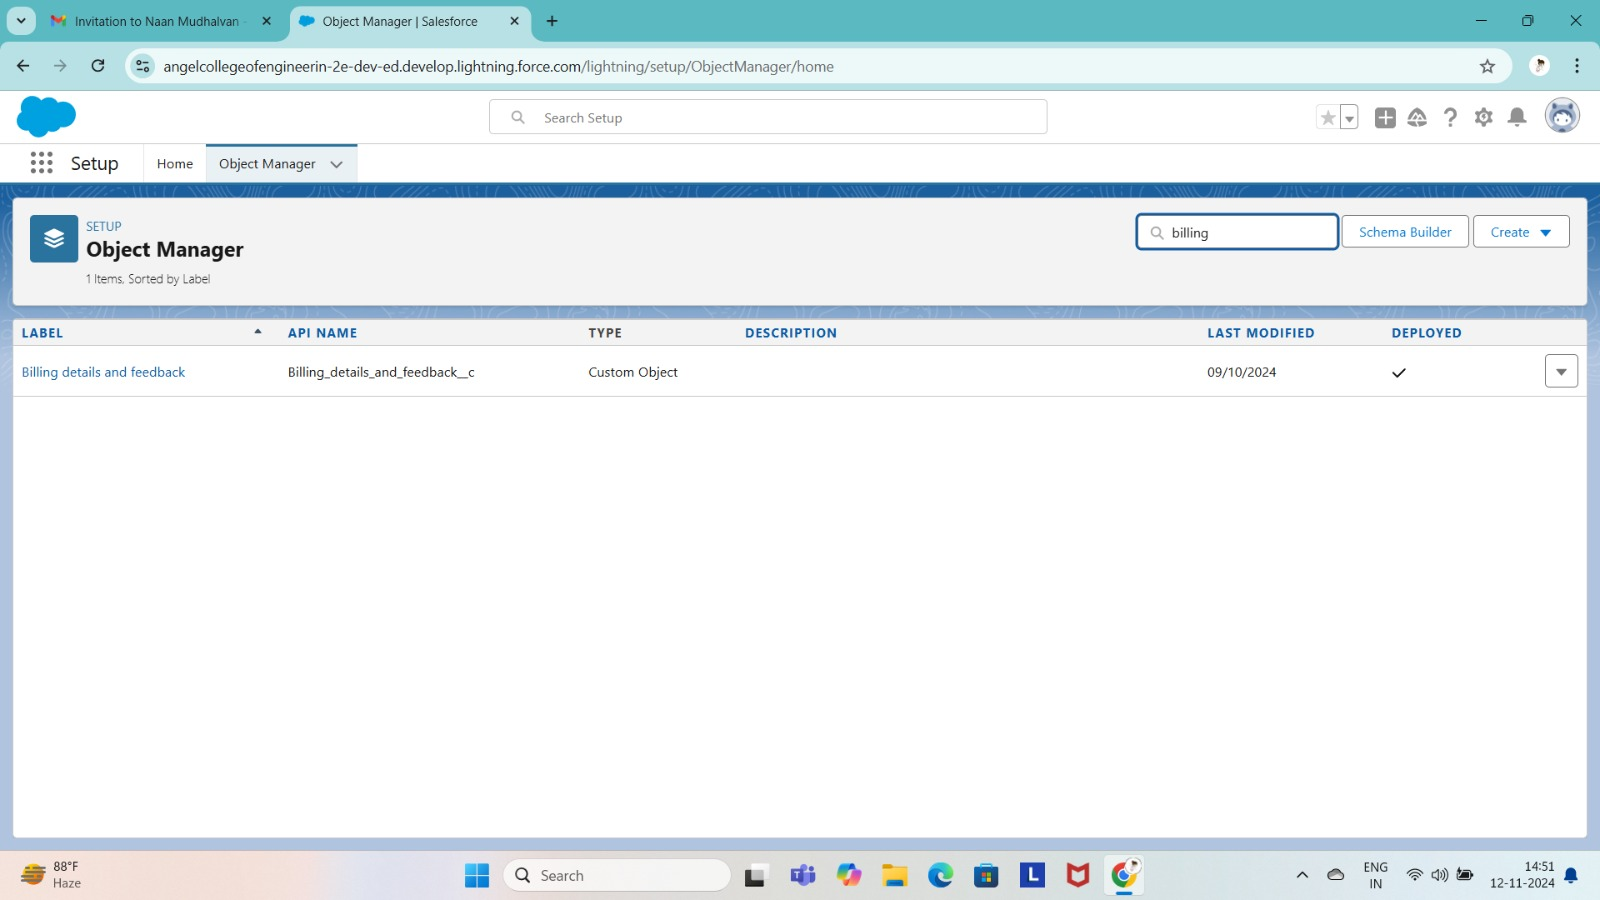 Invitation to Naan Mudhalvan
Object Manager | Salesforce
angelcollegeofengineerin-2e-dev-ed.develop.lightning.force.com/lightning/setup/ObjectManager/home
Search Setup
Setup
Home
Object Manager
SETUP
Object Manager
1 Items, Sorted by Label
billing
Schema Builder
Create
LABEL API NAME TYPE DESCRIPTION LAST MODIFIED DEPLOYED
Billing details and feedback Billing_details_and_feedback__c Custom Object 09/10/2024
88°F
Haze
Search
L
ENG
IN
14:51
12-11-2024